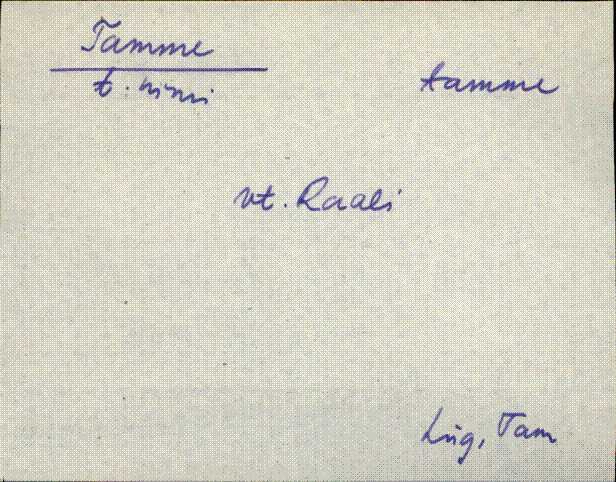 Tamme tamme
t. nimi
vt. Raali
Lüg, Tam